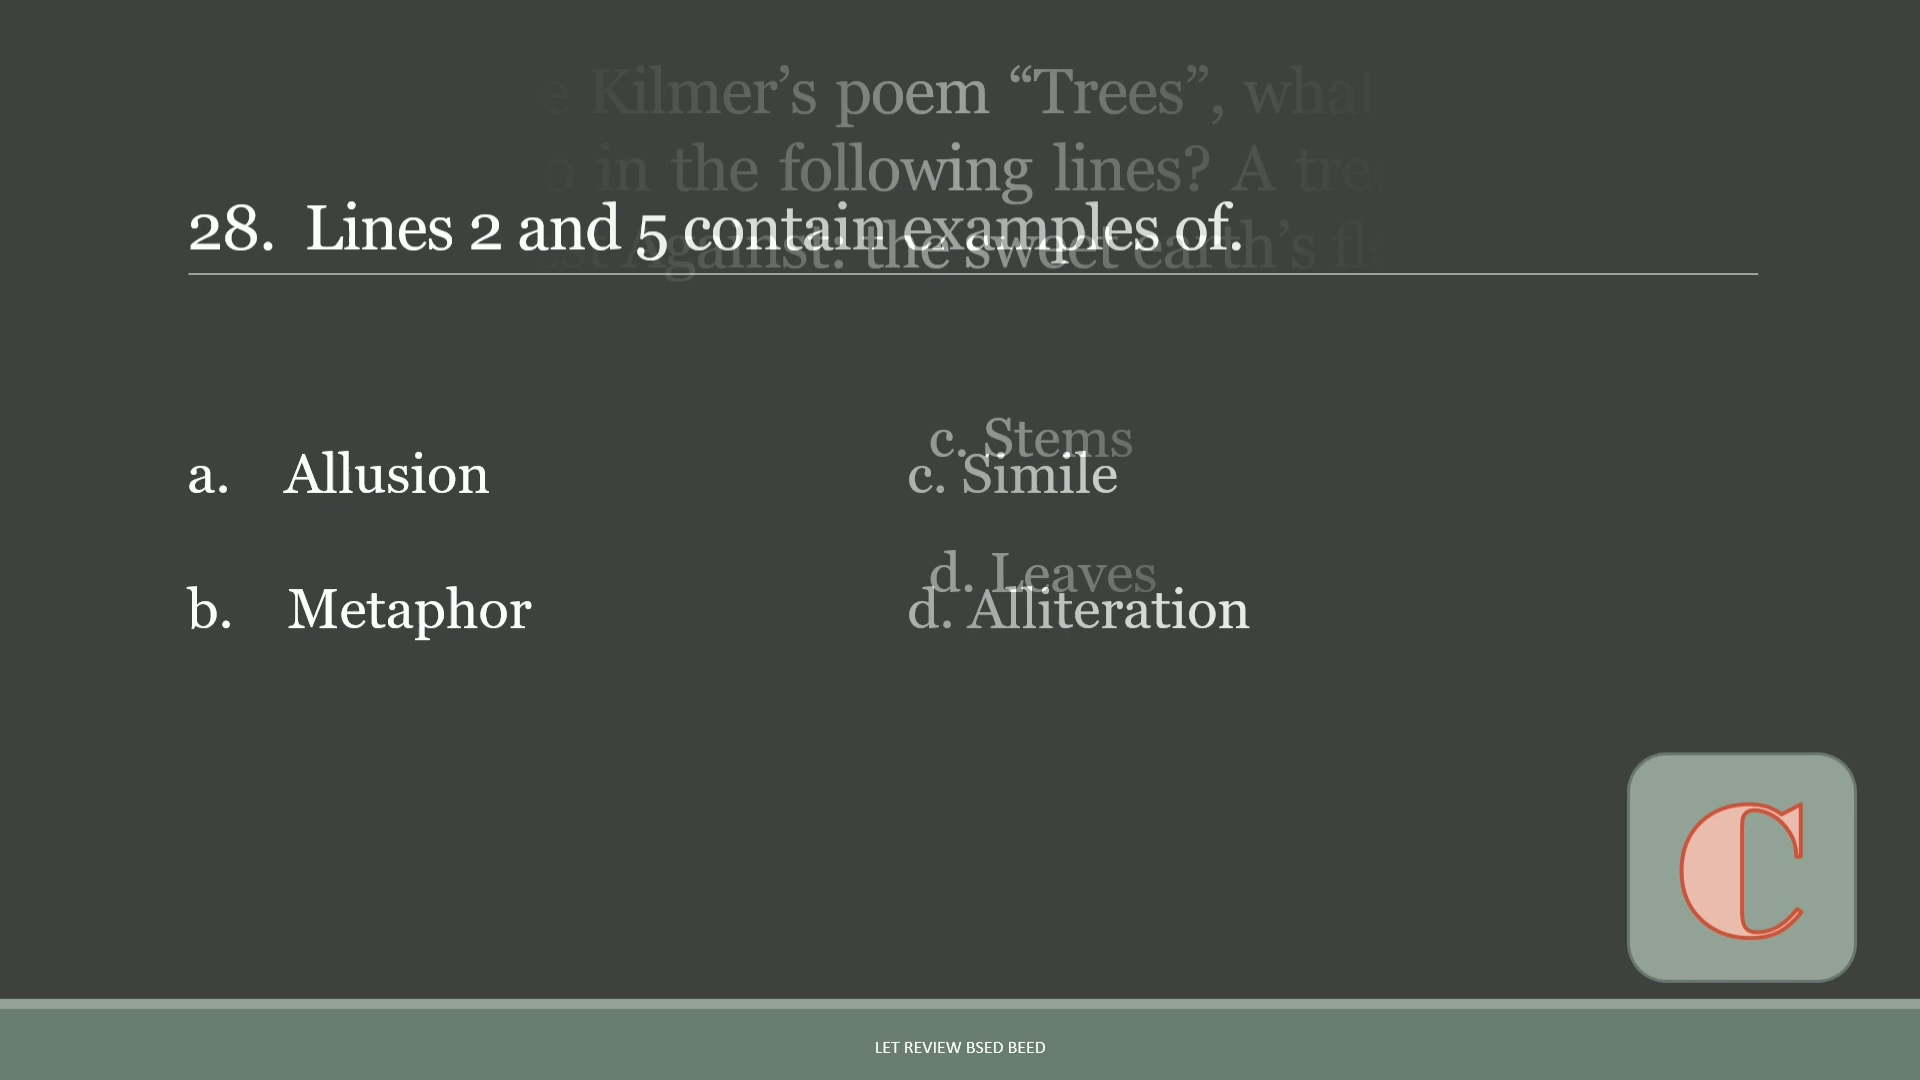 Kilmer's poem “Trees”, what
in the following lines? A tree
28. Lines 2 and 5 contain examples of.
Against: the sweet earth's
a. Allusion
b. Metaphor
c. Stems
c. Simile
d. Leaves
d. Alliteration
C
LET REVIEW BSED BEED